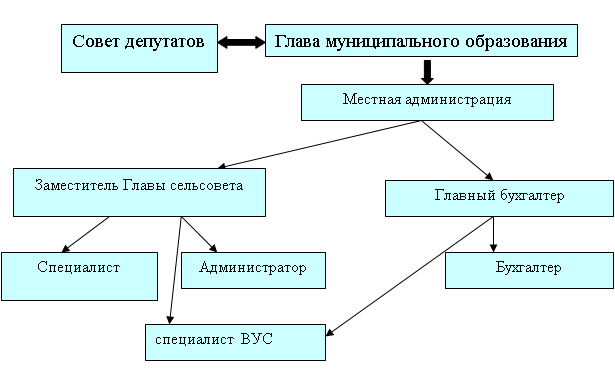 Совет депутатов
Глава муниципального образования
Местная администрация
Заместитель Главы сельсовета
Главный бухгалтер
Специалист
Администратор
Бухгалтер
специалист ВУС